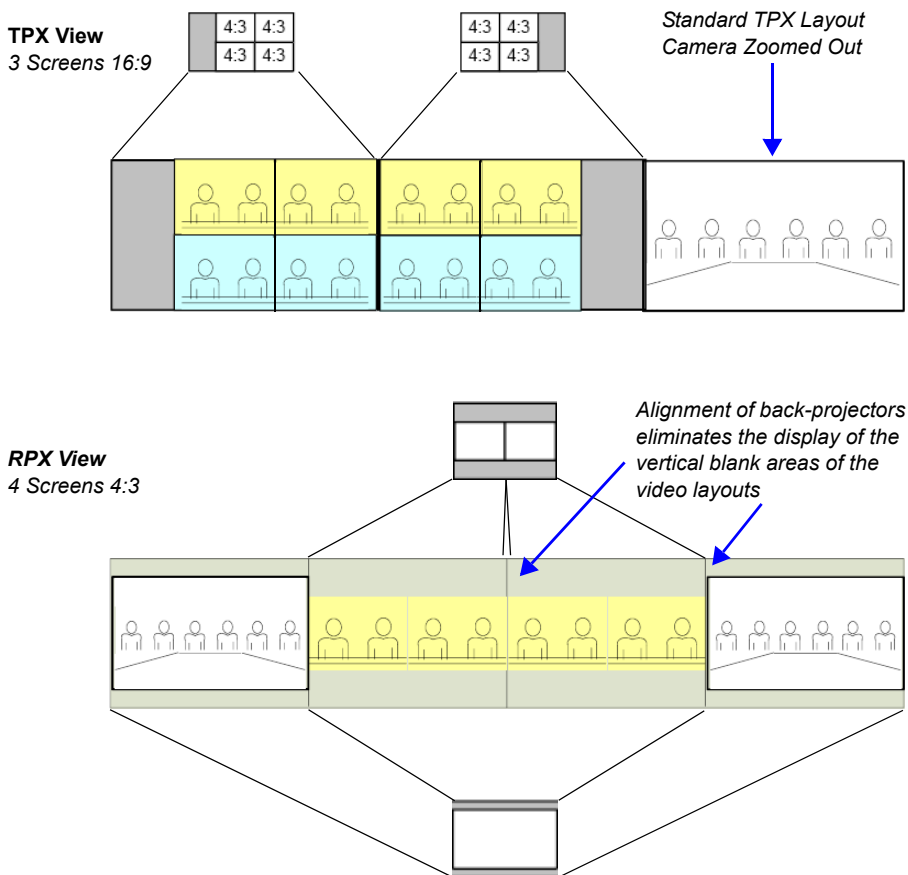 TPX View
3 Screens 16:9
4:3 4:3
4:3 4:3
4:3 4:3
4:3 4:3
Standard TPX Layout
Camera Zoomed Out
RPX View
4 Screens 4:3
Alignment of back-projectors
eliminates the display of the
vertical blank areas of the
video layouts